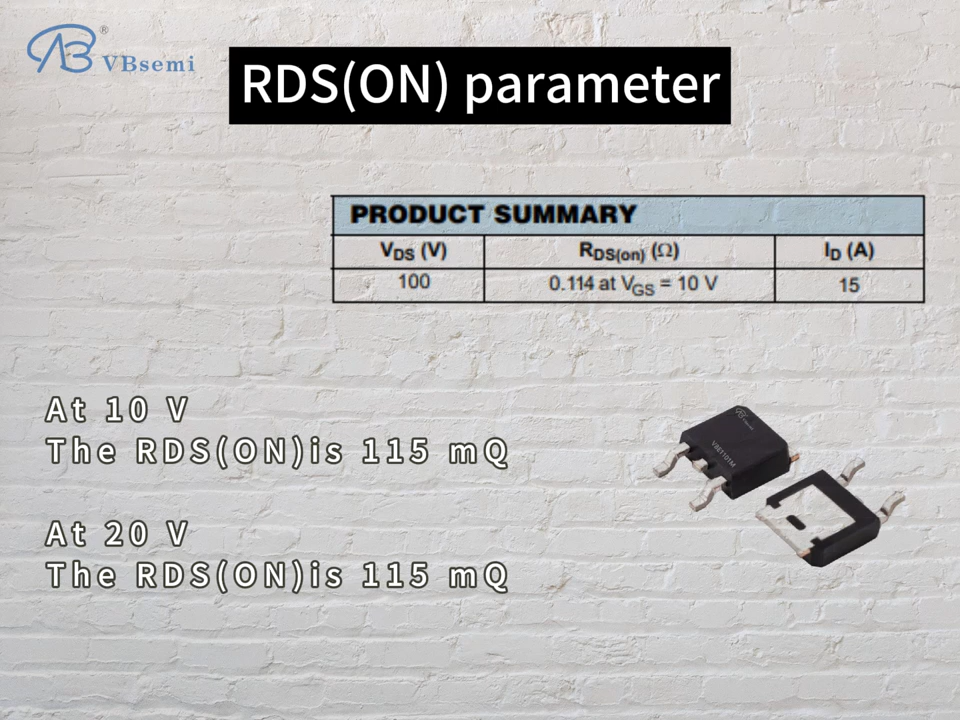 VBsemi
®
RDS(ON) parameter
PRODUCT SUMMARY
VDS (V) RDS(on) (Ω) ID (A)
100 0.114 at VGS = 10 V 15
At 10 V
The RDS(ON)is 115 mQ
At 20 V
The RDS(ON)is 115 mQ
VBE1101M